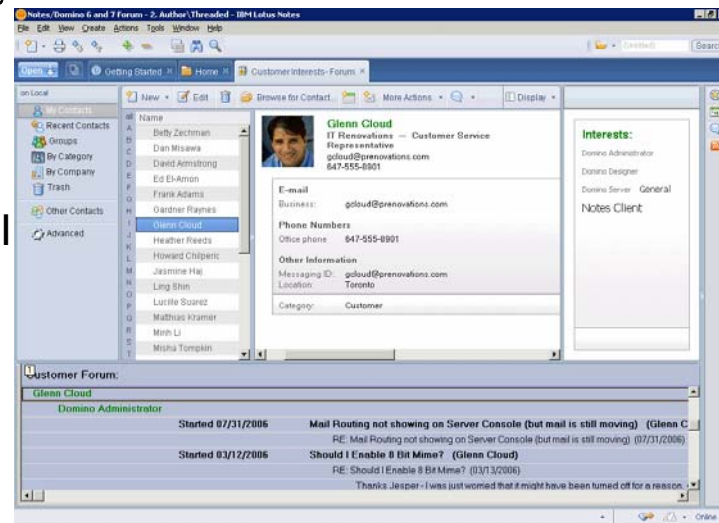 Notes/Domino 6 and 7 Forum - 2. Author\Threaded - IBM Lotus Notes
File Edit View Create Actions Tools Window Help
(Untitled) Searc
Open Getting Started Home Customer Interests- Forum
on Local
My Contacts
Recent Contacts
Groups
By Category
By Company
Trash
Other Contacts
Advanced
New Edit Browse for Contact.. More Actions Display
all
A
B
C
D
E
F
G
H
I
J
K
L
M
N
O
P
Q
R
S
T
Name
Betty Zechman
Dan Misawa
David Armstrong
Ed El-Amon
Frank Adams
Gardner Raynes
Glenn Cloud
Heather Reeds
Howard Chilperic
Jasmine Haj
Ling Shin
Lucille Suarez
Matthias Kramer
Minh Li
Misha Tompkin
Glenn Cloud
IT Renovations — Customer Service
Representative
gcloud@prenovations.com
647-555-8901
E-mail
Business: gcloud@prenovations.com
Phone Numbers
Office phone 647-555-8901
Other Information
Messaging ID: gcloud@prenovations.com
Location: Toronto
Category: Customer
Interests:
Domino Administrator
Domino Designer
Domino Server General
Notes Client
Customer Forum:
Glenn Cloud
Domino Administrator
Started 07/31/2006 Mail Routing not showing on Server Console (but mail is still moving) (Glenn C
RE: Mail Routing not showing on Server Console (but mail is still moving) (07/31/2006)
Started 03/12/2006 Should I Enable 8 Bit Mime? (Glenn Cloud)
RE: Should I Enable 8 Bit Mime? (03/13/2006)
Thanks Jesper - I was just worried that it might have been turned off for a reason.
Online